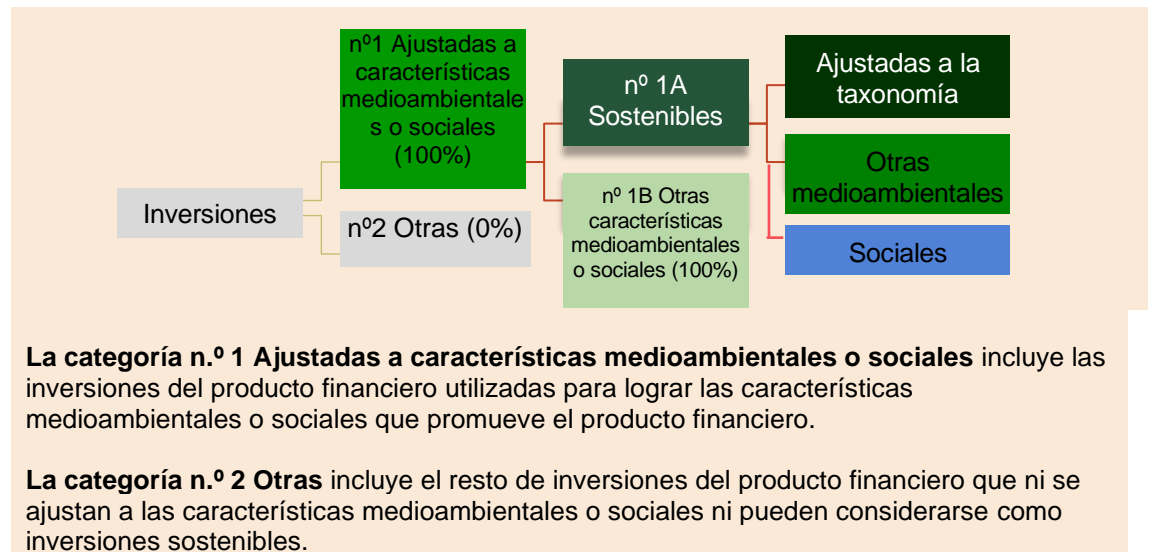 nº1 Ajustadas a
características
medioambientale
s o sociales
(100%)
nº 1A
Sostenibles
Ajustadas a la
taxonomía
Otras
medioambientales
Inversiones
nº2 Otras (0%)
nº 1B Otras
características
medioambientales
o sociales (100%)
Sociales
La categoría n.º 1 Ajustadas a características medioambientales o sociales incluye las
inversiones del producto financiero utilizadas para lograr las características
medioambientales o sociales que promueve el producto financiero.
La categoría n.º 2 Otras incluye el resto de inversiones del producto financiero que ni se
ajustan a las características medioambientales o sociales ni pueden considerarse como
inversiones sostenibles.